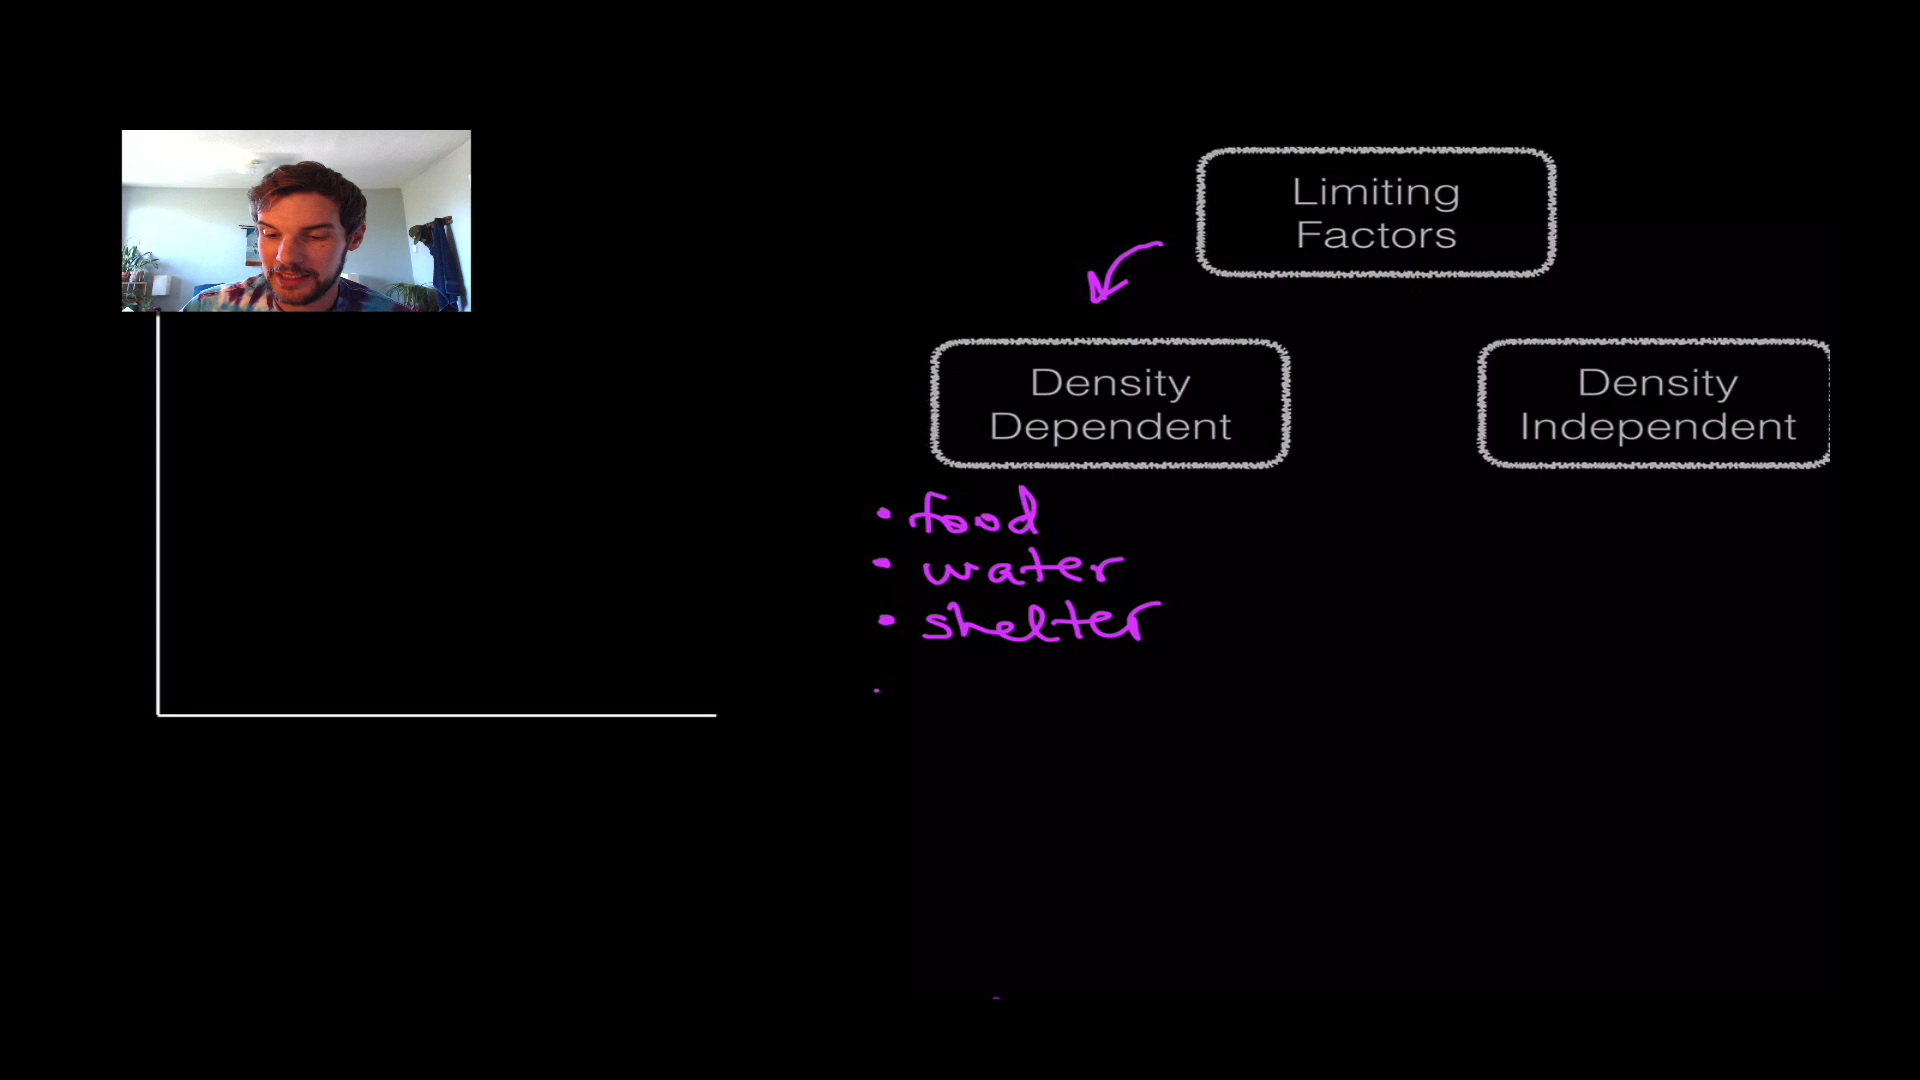 Limiting
Factors
Density
Dependent
Density
Independent
• food
• water
• shelter